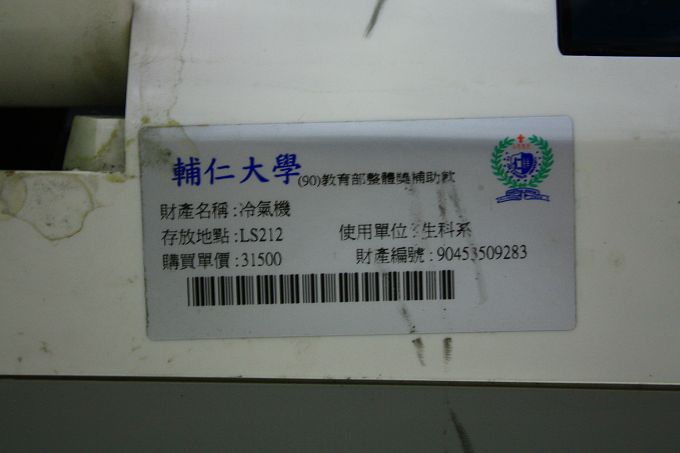 輔仁大學(90)教育部整體獎補助款
財產名稱:冷氣機
存放地點:LS212 使用單位:生科系
購買單價:31500 財產編號:90453509283